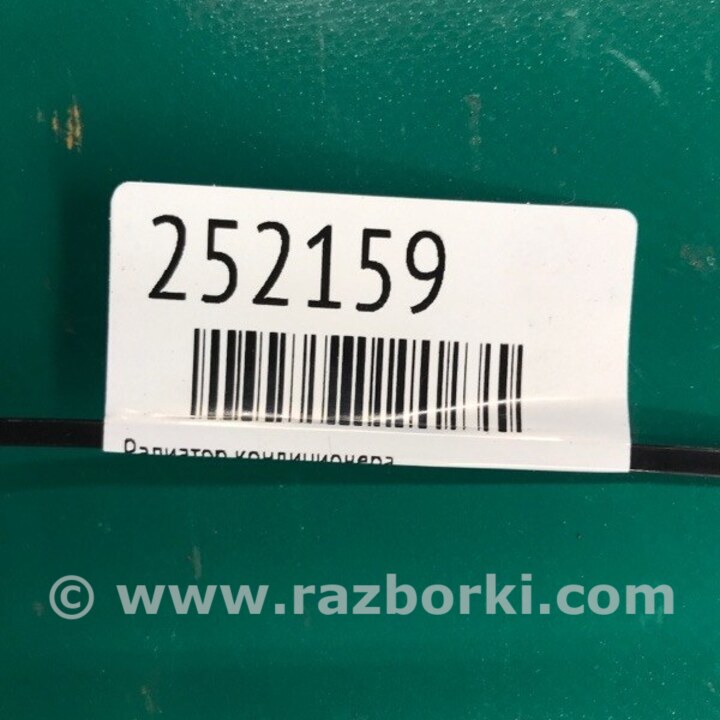 252159
Радиатор кондиционера
© www.razborki.com